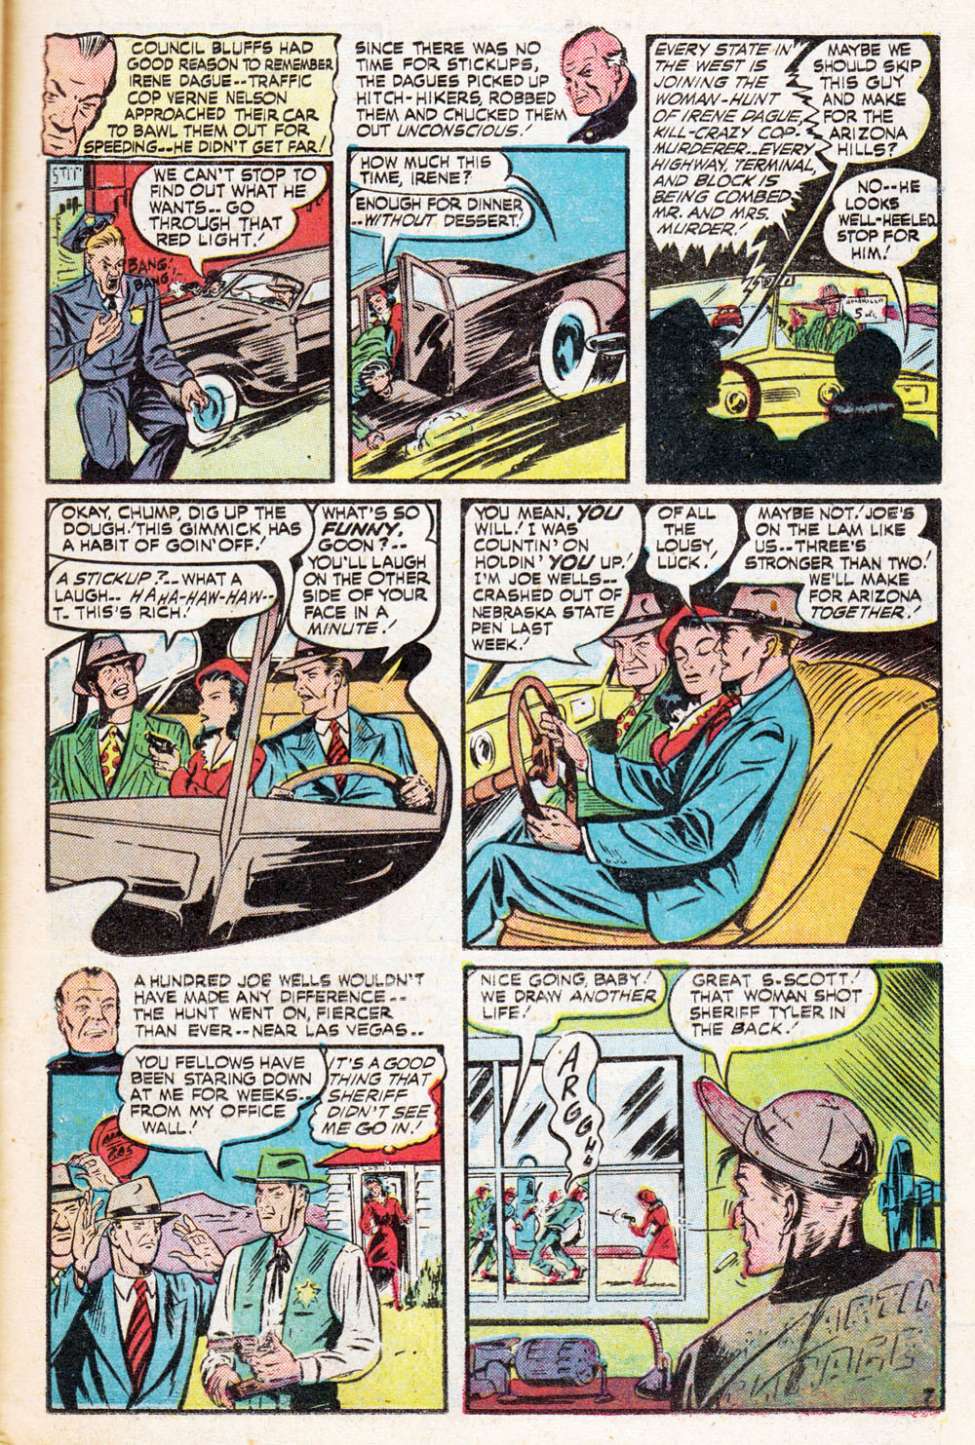 COUNCIL BLUFFS HAD
GOOD REASON TO REMEMBER
IRENE DAGUE--TRAFFIC
COP VERNE NELSON
APPROACHED THEIR CAR
TO BAWL THEM OUT FOR
SPEEDING--HE DIDN'T GET FAR!
WE CAN'T STOP TO
FIND OUT WHAT HE
WANTS-- GO
THROUGH THAT
RED LIGHT!
BANG!
BANG!
SINCE THERE WAS NO
TIME FOR STICKUPS,
THE DAGUES PICKED UP
HITCH-HIKERS, ROBBED
THEM AND CHUCKED THEM
OUT UNCONSCIOUS!
HOW MUCH THIS
TIME, IRENE?
ENOUGH FOR DINNER
--WITHOUT DESSERT!
EVERY STATE IN
THE WEST IS
JOINING THE
WOMAN-HUNT
OF IRENE DAGUE,
KILL-CRAZY COP-
MURDERER--EVERY
HIGHWAY, TERMINAL,
AND BLOCK IS
BEING COMBED
MR. AND MRS.
MURDER!
MAYBE WE
SHOULD SKIP
THIS GUY
AND MAKE
FOR THE
ARIZONA
HILLS?
NO--HE
LOOKS
WELL-HEELED,
STOP FOR
HIM!
AMARILLO
5
OKAY, CHUMP, DIG UP THE
DOUGH! THIS GIMMICK HAS
A HABIT OF GOIN' OFF!
A STICKUP?--WHAT A
LAUGH-- HAHA-HAW-HAW--
T- THIS'S RICH!
WHAT'S SO
FUNNY,
GOON?--
YOU'LL LAUGH
ON THE OTHER
SIDE OF YOUR
FACE IN A
MINUTE!
YOU MEAN, YOU
WILL! I WAS
COUNTIN' ON
HOLDIN' YOU UP!
I'M JOE WELLS--
CRASHED OUT OF
NEBRASKA STATE
PEN LAST
WEEK!
OF ALL
THE
LOUSY
LUCK!
MAYBE NOT! JOE'S
ON THE LAM LIKE
US--THREE'S
STRONGER THAN TWO!
WE'LL MAKE
FOR ARIZONA
TOGETHER!
A HUNDRED JOE WELLS WOULDN'T
HAVE MADE ANY DIFFERENCE--
THE HUNT WENT ON, FIERCER
THAN EVER--NEAR LAS VEGAS--
YOU FELLOWS HAVE
BEEN STARING DOWN
AT ME FOR WEEKS--
FROM MY OFFICE
WALL!
IT'S A GOOD
THING THAT
SHERIFF
DIDN'T SEE
ME GO IN!
GAS
NICE GOING, BABY!
WE DRAW ANOTHER
LIFE!
ARGGHH
GREAT S-SCOTT!
THAT WOMAN SHOT
SHERIFF TYLER IN
THE BACK!
7